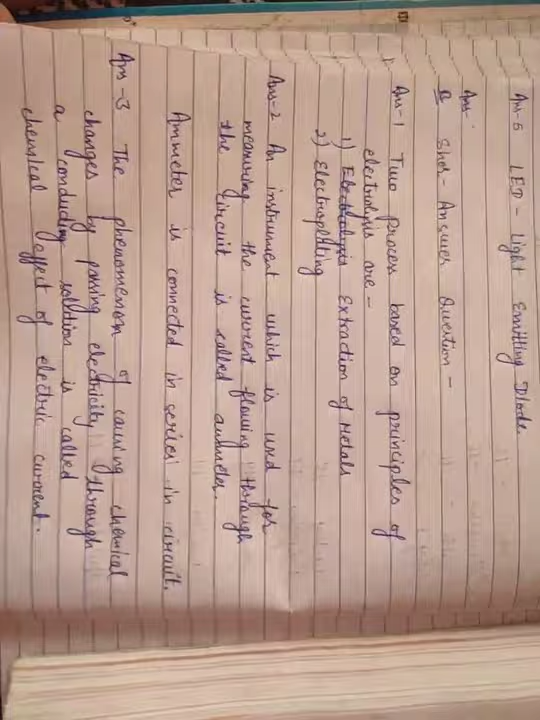 Ans-5 LED - Light Emitting Diode.
Ans-
Q Shor- Answer Question -
Ans-1 Two process based on principles of
electrolysis are -
1) Electrolysis Extraction of Metals
2) Electroplating
Ans-2 An instrument which is used for
measuring the current flowing through
the circuit is called ammeter.
Ammeter is connected in series in circuit.
Ans-3 The phenomenon of causing chemical
changes by passing electricity through
a conducting solution is called
chemical effect of electric current.